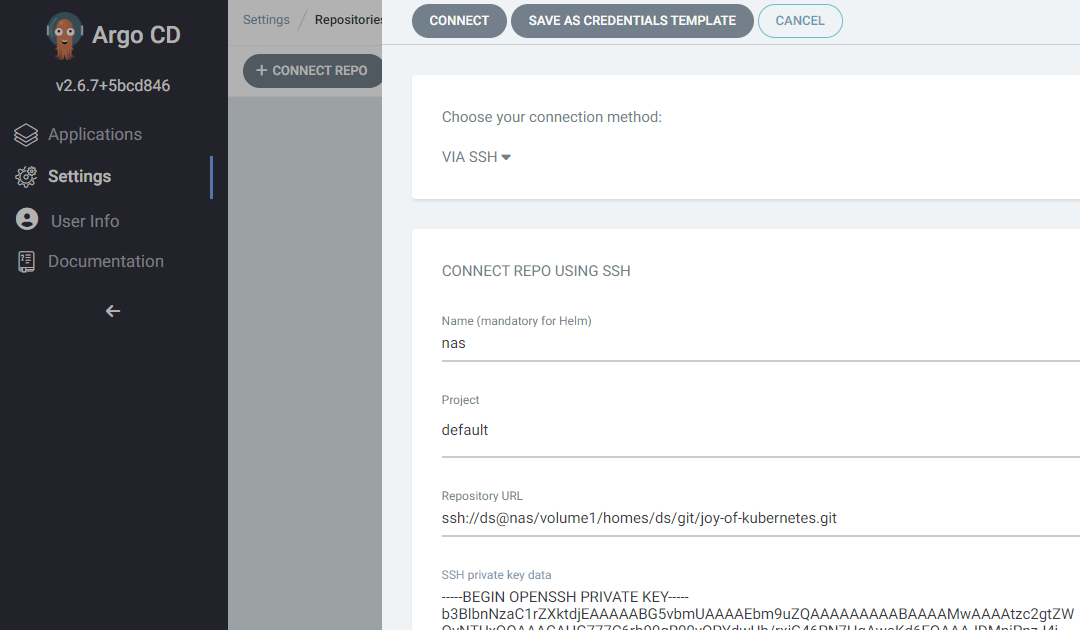 Argo CD
v2.6.7+5bcd846
Applications
Settings
User Info
Documentation
Settings / Repositories
+ CONNECT REPO
CONNECT
SAVE AS CREDENTIALS TEMPLATE
CANCEL
Choose your connection method:
VIA SSH
CONNECT REPO USING SSH
Name (mandatory for Helm)
nas
Project
default
Repository URL
ssh://ds@nas/volume1/homes/ds/git/joy-of-kubernetes.git
SSH private key data
-----BEGIN OPENSSH PRIVATE KEY-----
b3BlbnNzaC1rZXktdjEAAAAABG5vbmUAAAAEbm9uZQAAAAAAAAABAAAAMwAAAAtzc2gtZW